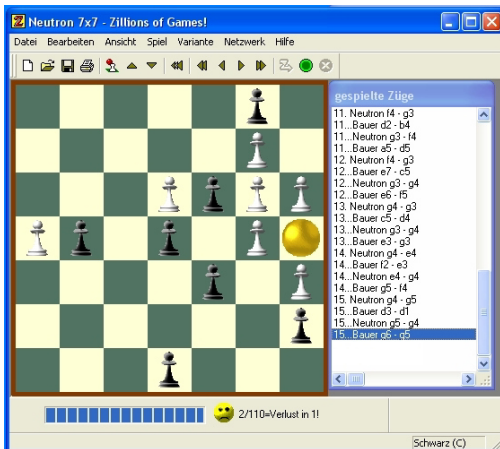 Neutron 7x7 - Zillions of Games!
Datei Bearbeiten Ansicht Spiel Variante Netzwerk Hilfe
gespielte Züge
11. Neutron f4 - g3
11...Bauer d2 - b4
11...Neutron g3 - f4
11...Bauer a5 - d5
12. Neutron f4 - g3
12...Bauer e7 - c5
12...Neutron g3 - g4
12...Bauer e6 - f5
13. Neutron g4 - g3
13...Bauer c5 - d4
13...Neutron g3 - g4
13...Bauer e3 - g3
14. Neutron g4 - e4
14...Bauer f2 - e3
14...Neutron e4 - g4
14...Bauer g5 - f4
15. Neutron g4 - g5
15...Bauer d3 - d1
15...Neutron g5 - g4
15...Bauer g6 - g5
2/110=Verlust in 1!
Schwarz (C)